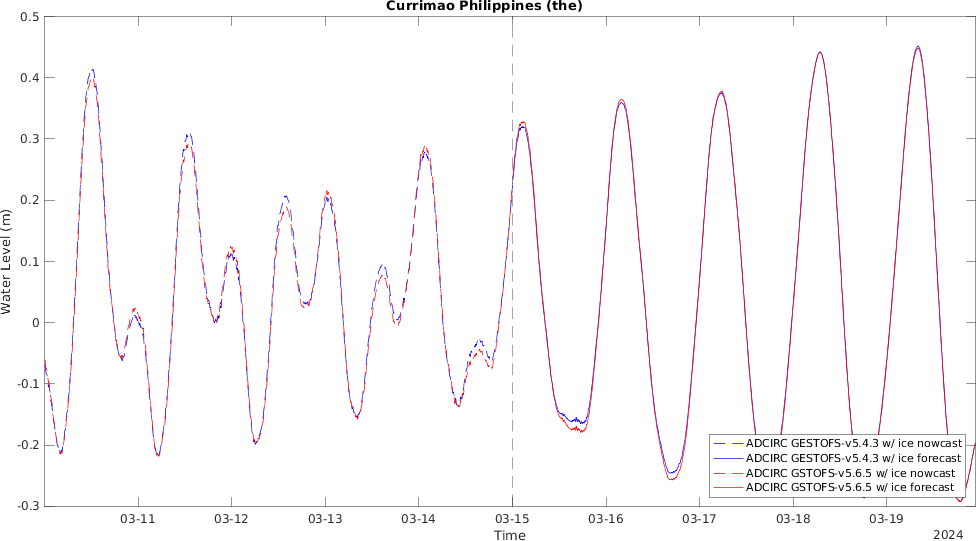 Currimao Philippines (the)
0.5
0.4
0.3
0.2
0.1
0
-0.1
-0.2
-0.3
Water Level (m)
ADCIRC GESTOFS-v5.4.3 w/ ice nowcast
ADCIRC GESTOFS-v5.4.3 w/ ice forecast
ADCIRC GSTOFS-v5.6.5 w/ ice nowcast
ADCIRC GSTOFS-v5.6.5 w/ ice forecast
03-11 03-12 03-13 03-14 03-15 03-16 03-17 03-18 03-19
Time
2024